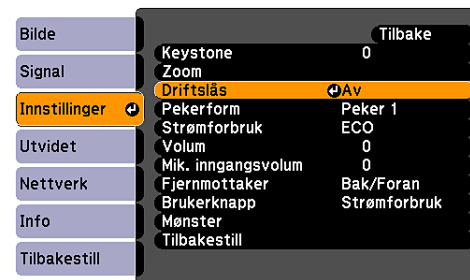 Bilde
Signal
Innstillinger
Utvidet
Nettverk
Info
Tilbakestill
Tilbake
Keystone 0
Zoom
Driftslås Av
Pekerform Peker 1
Strømforbruk ECO
Volum 0
Mik. inngangsvolum 0
Fjernmottaker Bak/Foran
Brukerknapp Strømforbruk
Mønster
Tilbakestill